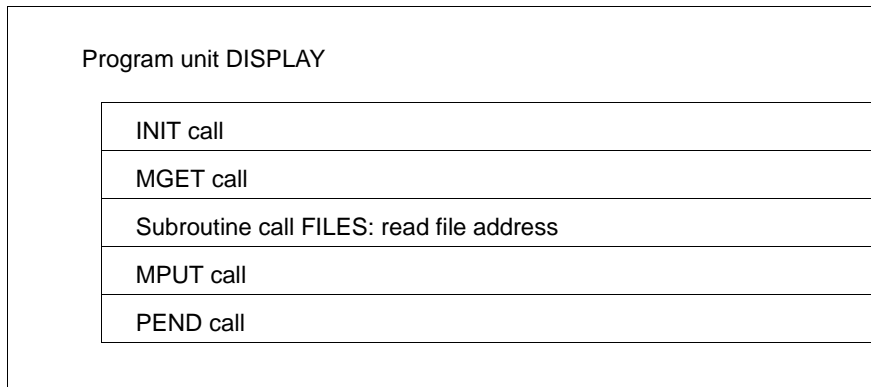 Program unit DISPLAY
INIT call
MGET call
Subroutine call FILES: read file address
MPUT call
PEND call